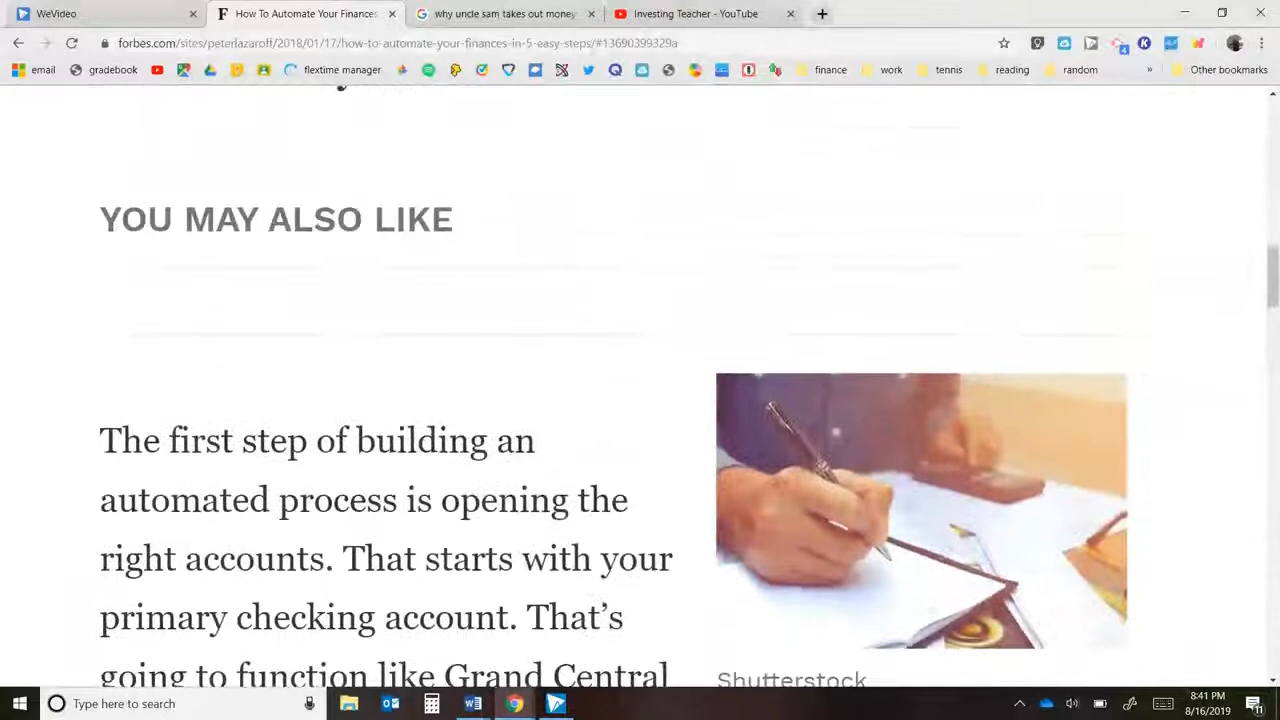 WeVideo
How To Automate Your Finances
why uncle sam takes out money
Investing Teacher - YouTube
forbes.com/sites/peterlazaroff/2018/01/17/how-to-automate-your-finances-in-5-easy-steps/#13690399329a
email
gradebook
flextime manager
finance
work
tennis
reading
random
»
Other bookmarks
YOU MAY ALSO LIKE
The first step of building an
automated process is opening the
right accounts. That starts with your
primary checking account. That’s
going to function like Grand Central
Shutterstock
Type here to search
8:41 PM
8/16/2019